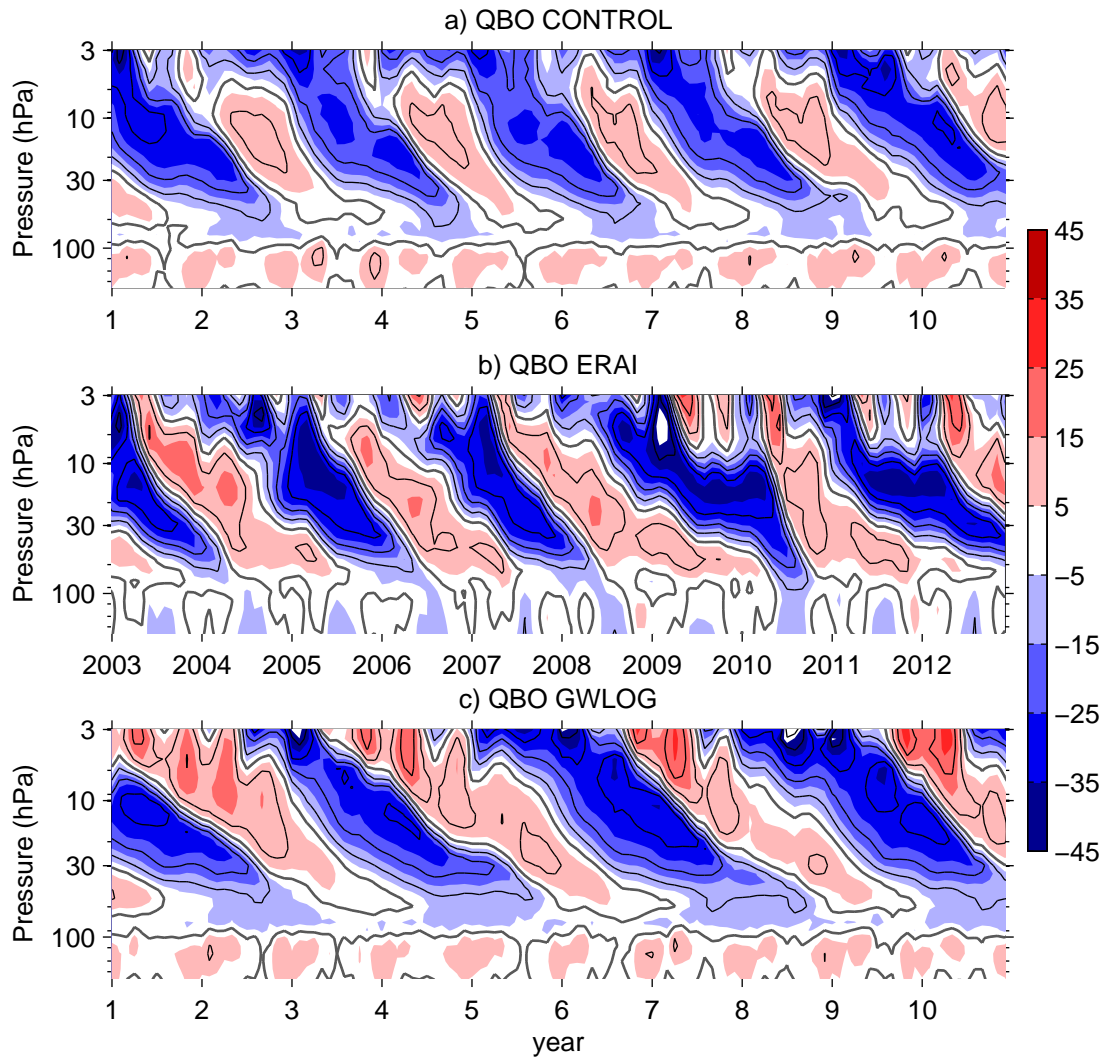 a) QBO CONTROL
3
10
30
100
Pressure (hPa)
1 2 3 4 5 6 7 8 9 10
b) QBO ERAI
3
10
30
100
Pressure (hPa)
2003 2004 2005 2006 2007 2008 2009 2010 2011 2012
c) QBO GWLOG
3
10
30
100
Pressure (hPa)
1 2 3 4 5 6 7 8 9 10
year
45
35
25
15
5
−5
−15
−25
−35
−45